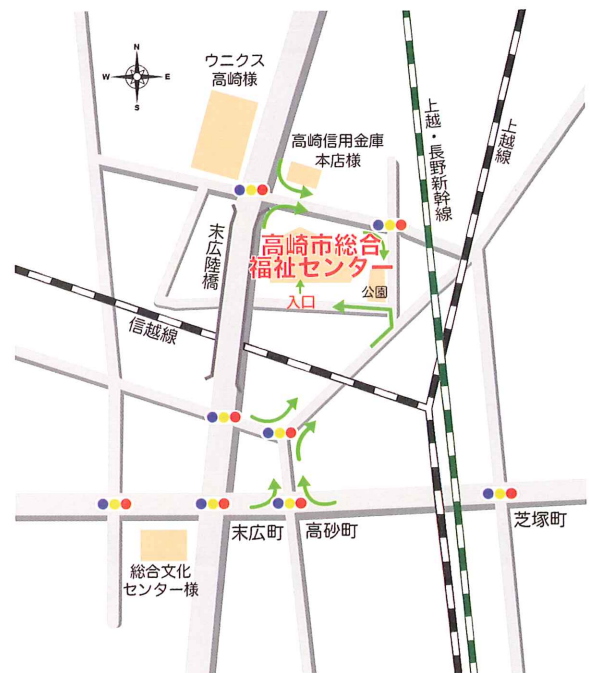 N
W
E
S
ウニクス
高崎様
高崎信用金庫
本店様
上越・長野新幹線
上越線
末広陸橋
高崎市総合
福祉センター
入口
公園
信越線
末広町
高砂町
芝塚町
総合文化
センター様